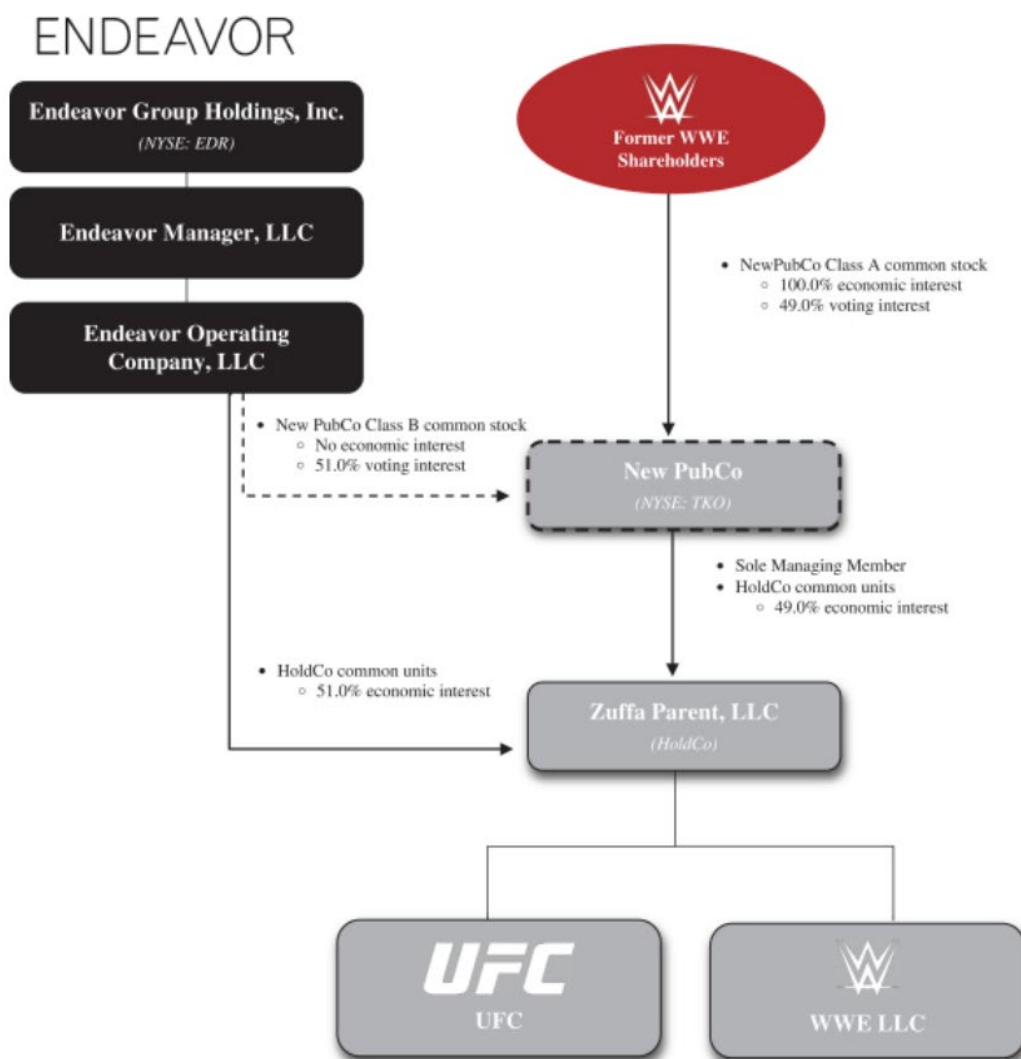 ENDEAVOR
Endeavor Group Holdings, Inc.
(NYSE: EDR)
Endeavor Manager, LLC
Endeavor Operating
Company, LLC
W
Former WWE
Shareholders
• NewPubCo Class A common stock
○ 100.0% economic interest
○ 49.0% voting interest
• New PubCo Class B common stock
○ No economic interest
○ 51.0% voting interest
New PubCo
(NYSE: TKO)
• Sole Managing Member
• HoldCo common units
○ 49.0% economic interest
• HoldCo common units
○ 51.0% economic interest
Zuffa Parent, LLC
(HoldCo)
UFC
UFC
W
WWE LLC